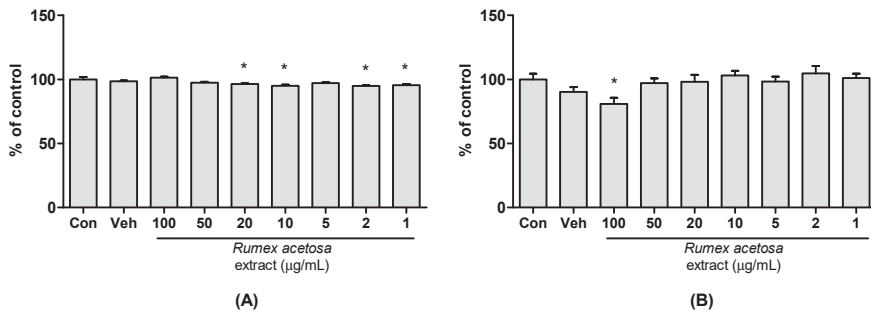 150
100
50
0
% of control
* * * *
Con Veh 100 50 20 10 5 2 1
Rumex acetosa
extract (μg/mL)
(A)
150
100
50
0
% of control
*
Con Veh 100 50 20 10 5 2 1
Rumex acetosa
extract (μg/mL)
(B)